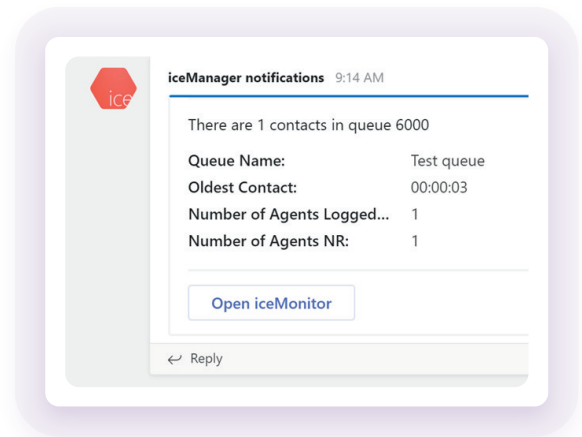 ice
iceManager notifications 9:14 AM
There are 1 contacts in queue 6000
Queue Name: Test queue
Oldest Contact: 00:00:03
Number of Agents Logged... 1
Number of Agents NR: 1
Open iceMonitor
Reply